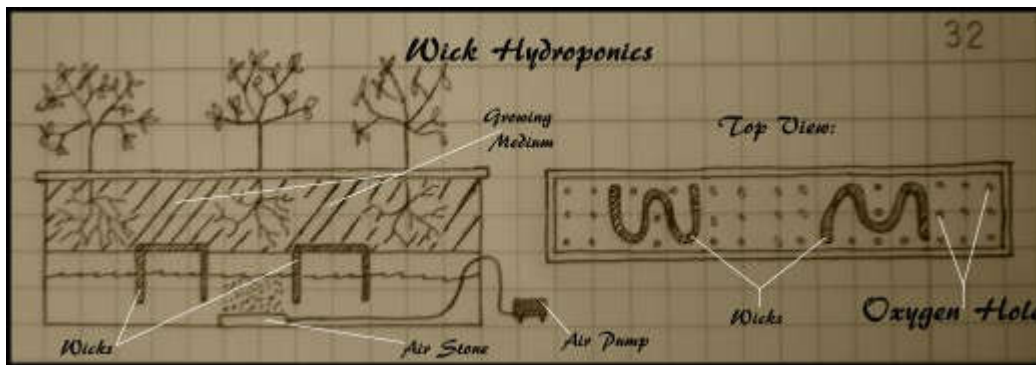 32
Wick Hydroponics
Growing
Medium
Top View:
Wicks
Air Stone
Air Pump
Wicks
Oxygen Hole